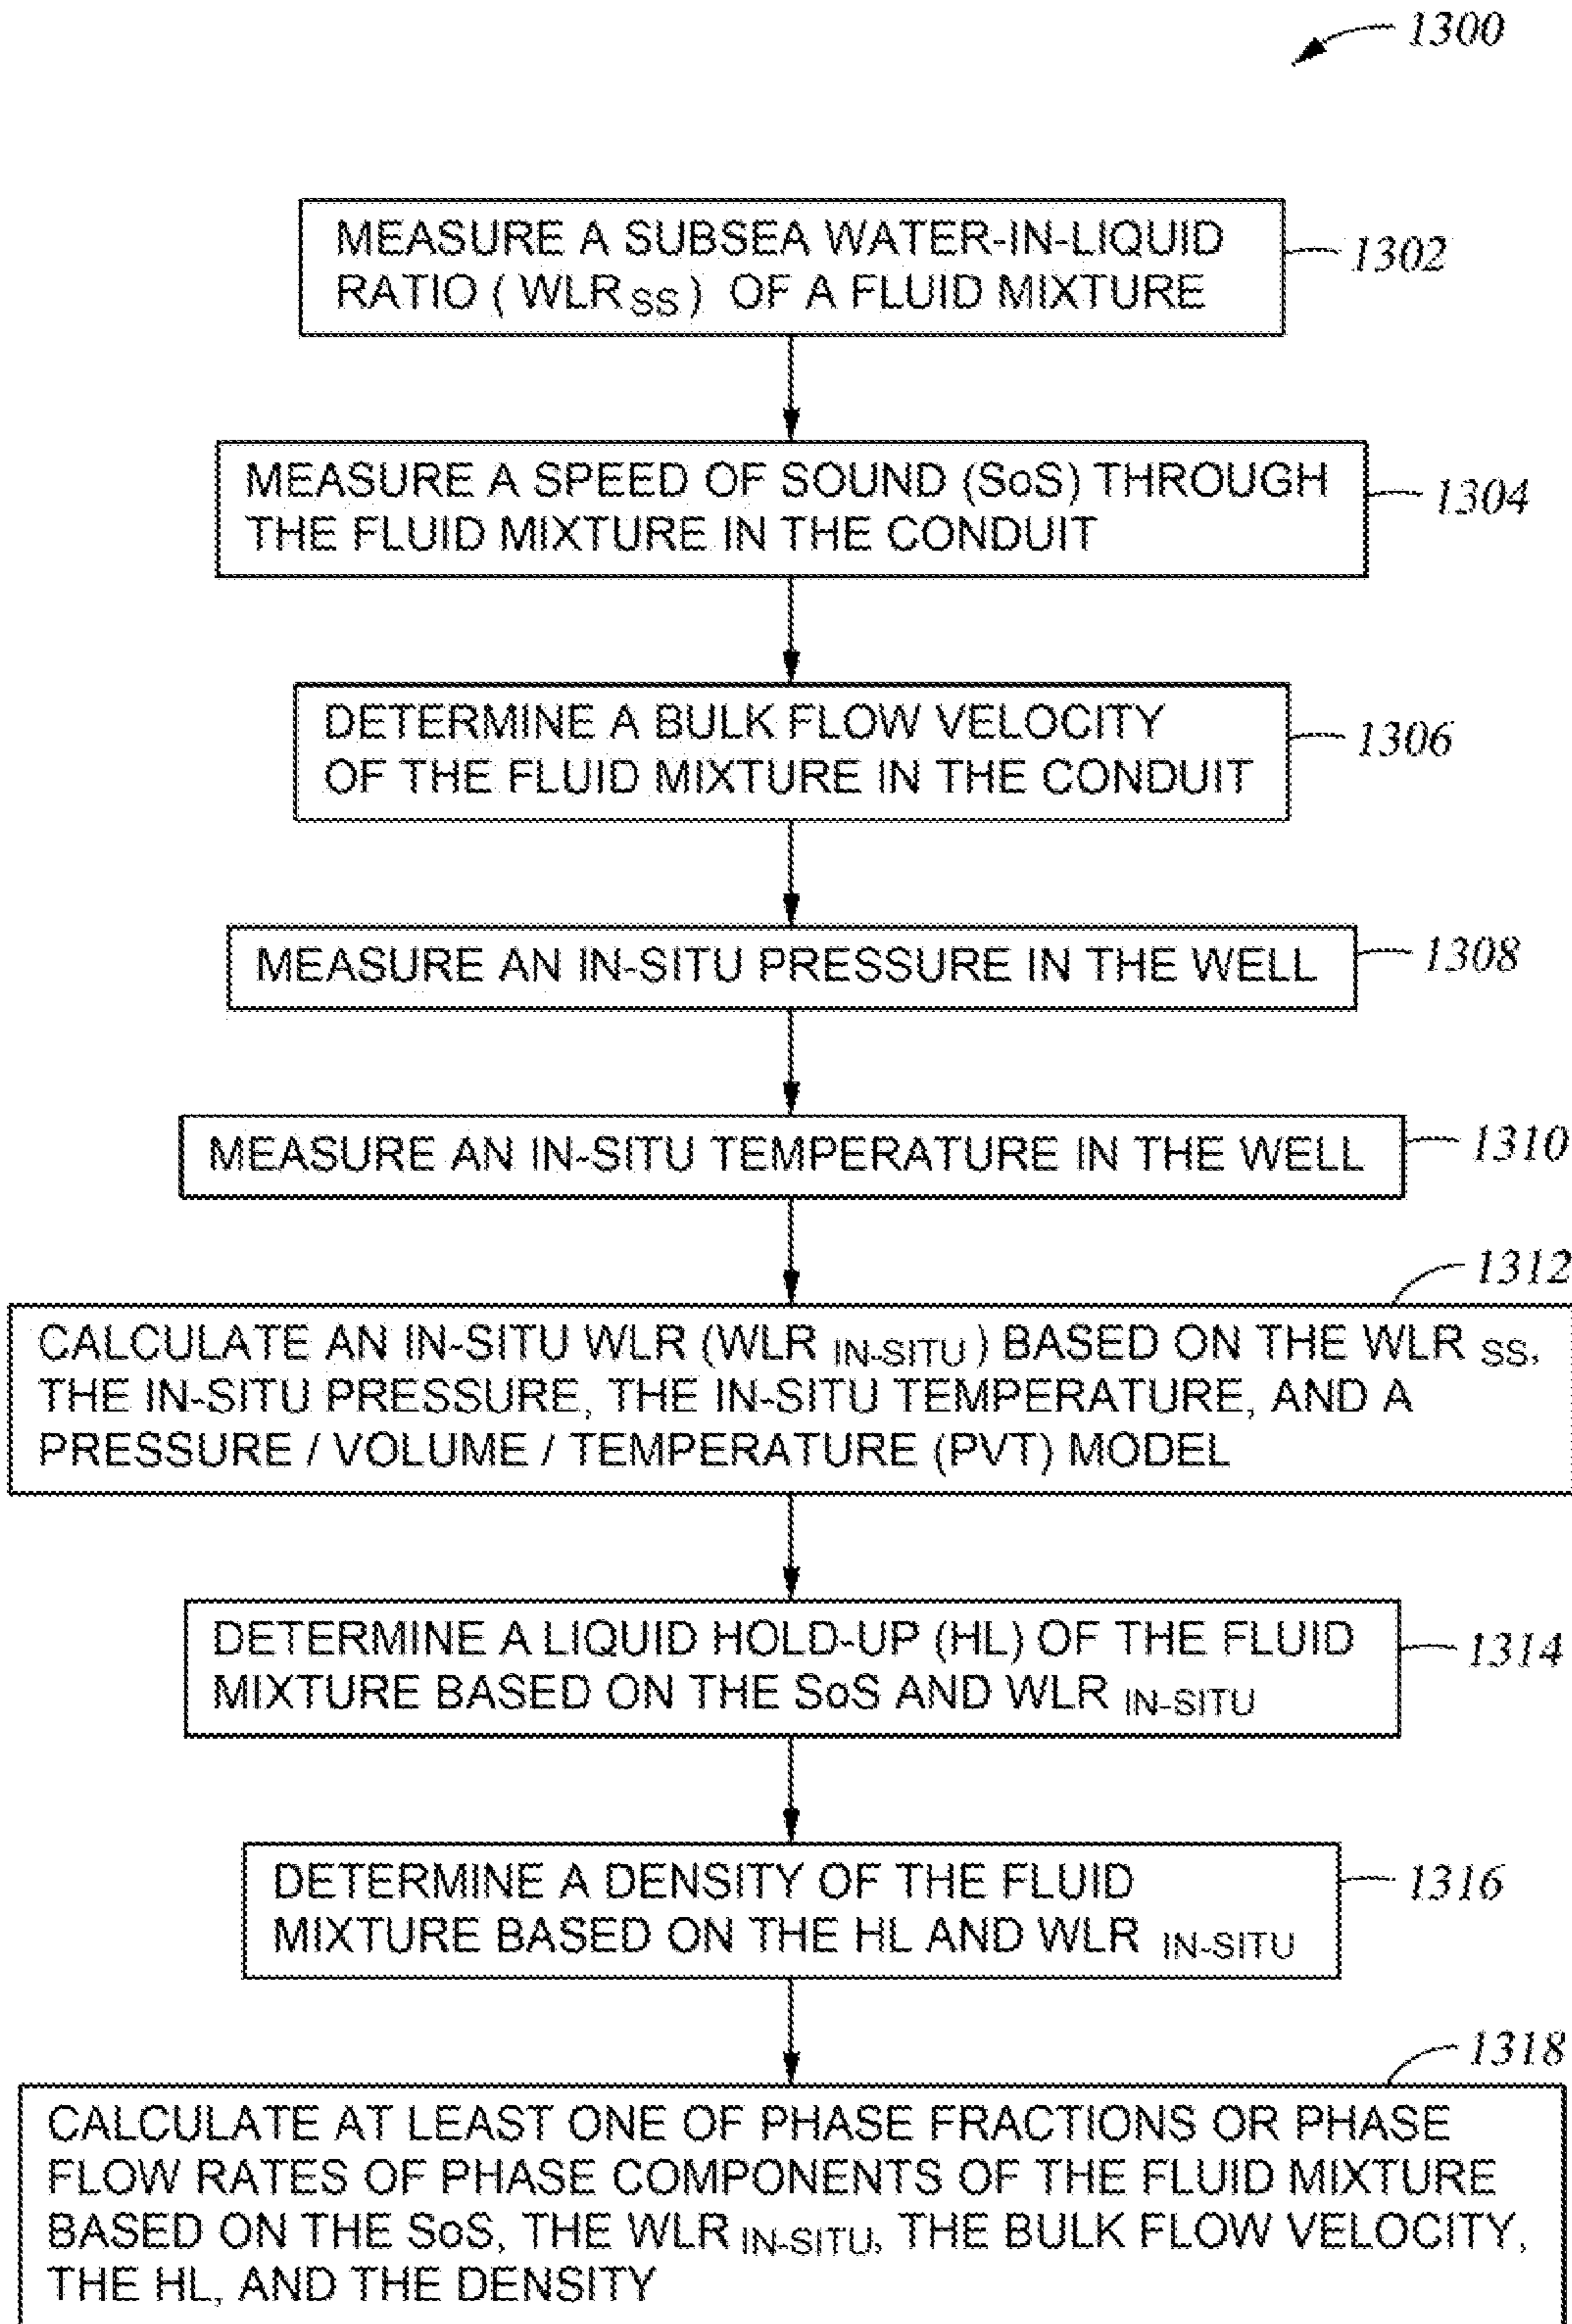 1300
MEASURE A SUBSEA WATER-IN-LIQUID
RATIO ( WLR SS ) OF A FLUID MIXTURE
1302
MEASURE A SPEED OF SOUND (SoS) THROUGH
THE FLUID MIXTURE IN THE CONDUIT
1304
DETERMINE A BULK FLOW VELOCITY
OF THE FLUID MIXTURE IN THE CONDUIT
1306
MEASURE AN IN-SITU PRESSURE IN THE WELL
1308
MEASURE AN IN-SITU TEMPERATURE IN THE WELL
1310
1312
CALCULATE AN IN-SITU WLR (WLR IN-SITU ) BASED ON THE WLR SS,
THE IN-SITU PRESSURE, THE IN-SITU TEMPERATURE, AND A
PRESSURE / VOLUME / TEMPERATURE (PVT) MODEL
DETERMINE A LIQUID HOLD-UP (HL) OF THE FLUID
MIXTURE BASED ON THE SoS AND WLR IN-SITU
1314
DETERMINE A DENSITY OF THE FLUID
MIXTURE BASED ON THE HL AND WLR IN-SITU
1316
1318
CALCULATE AT LEAST ONE OF PHASE FRACTIONS OR PHASE
FLOW RATES OF PHASE COMPONENTS OF THE FLUID MIXTURE
BASED ON THE SoS, THE WLR IN-SITU, THE BULK FLOW VELOCITY,
THE HL, AND THE DENSITY